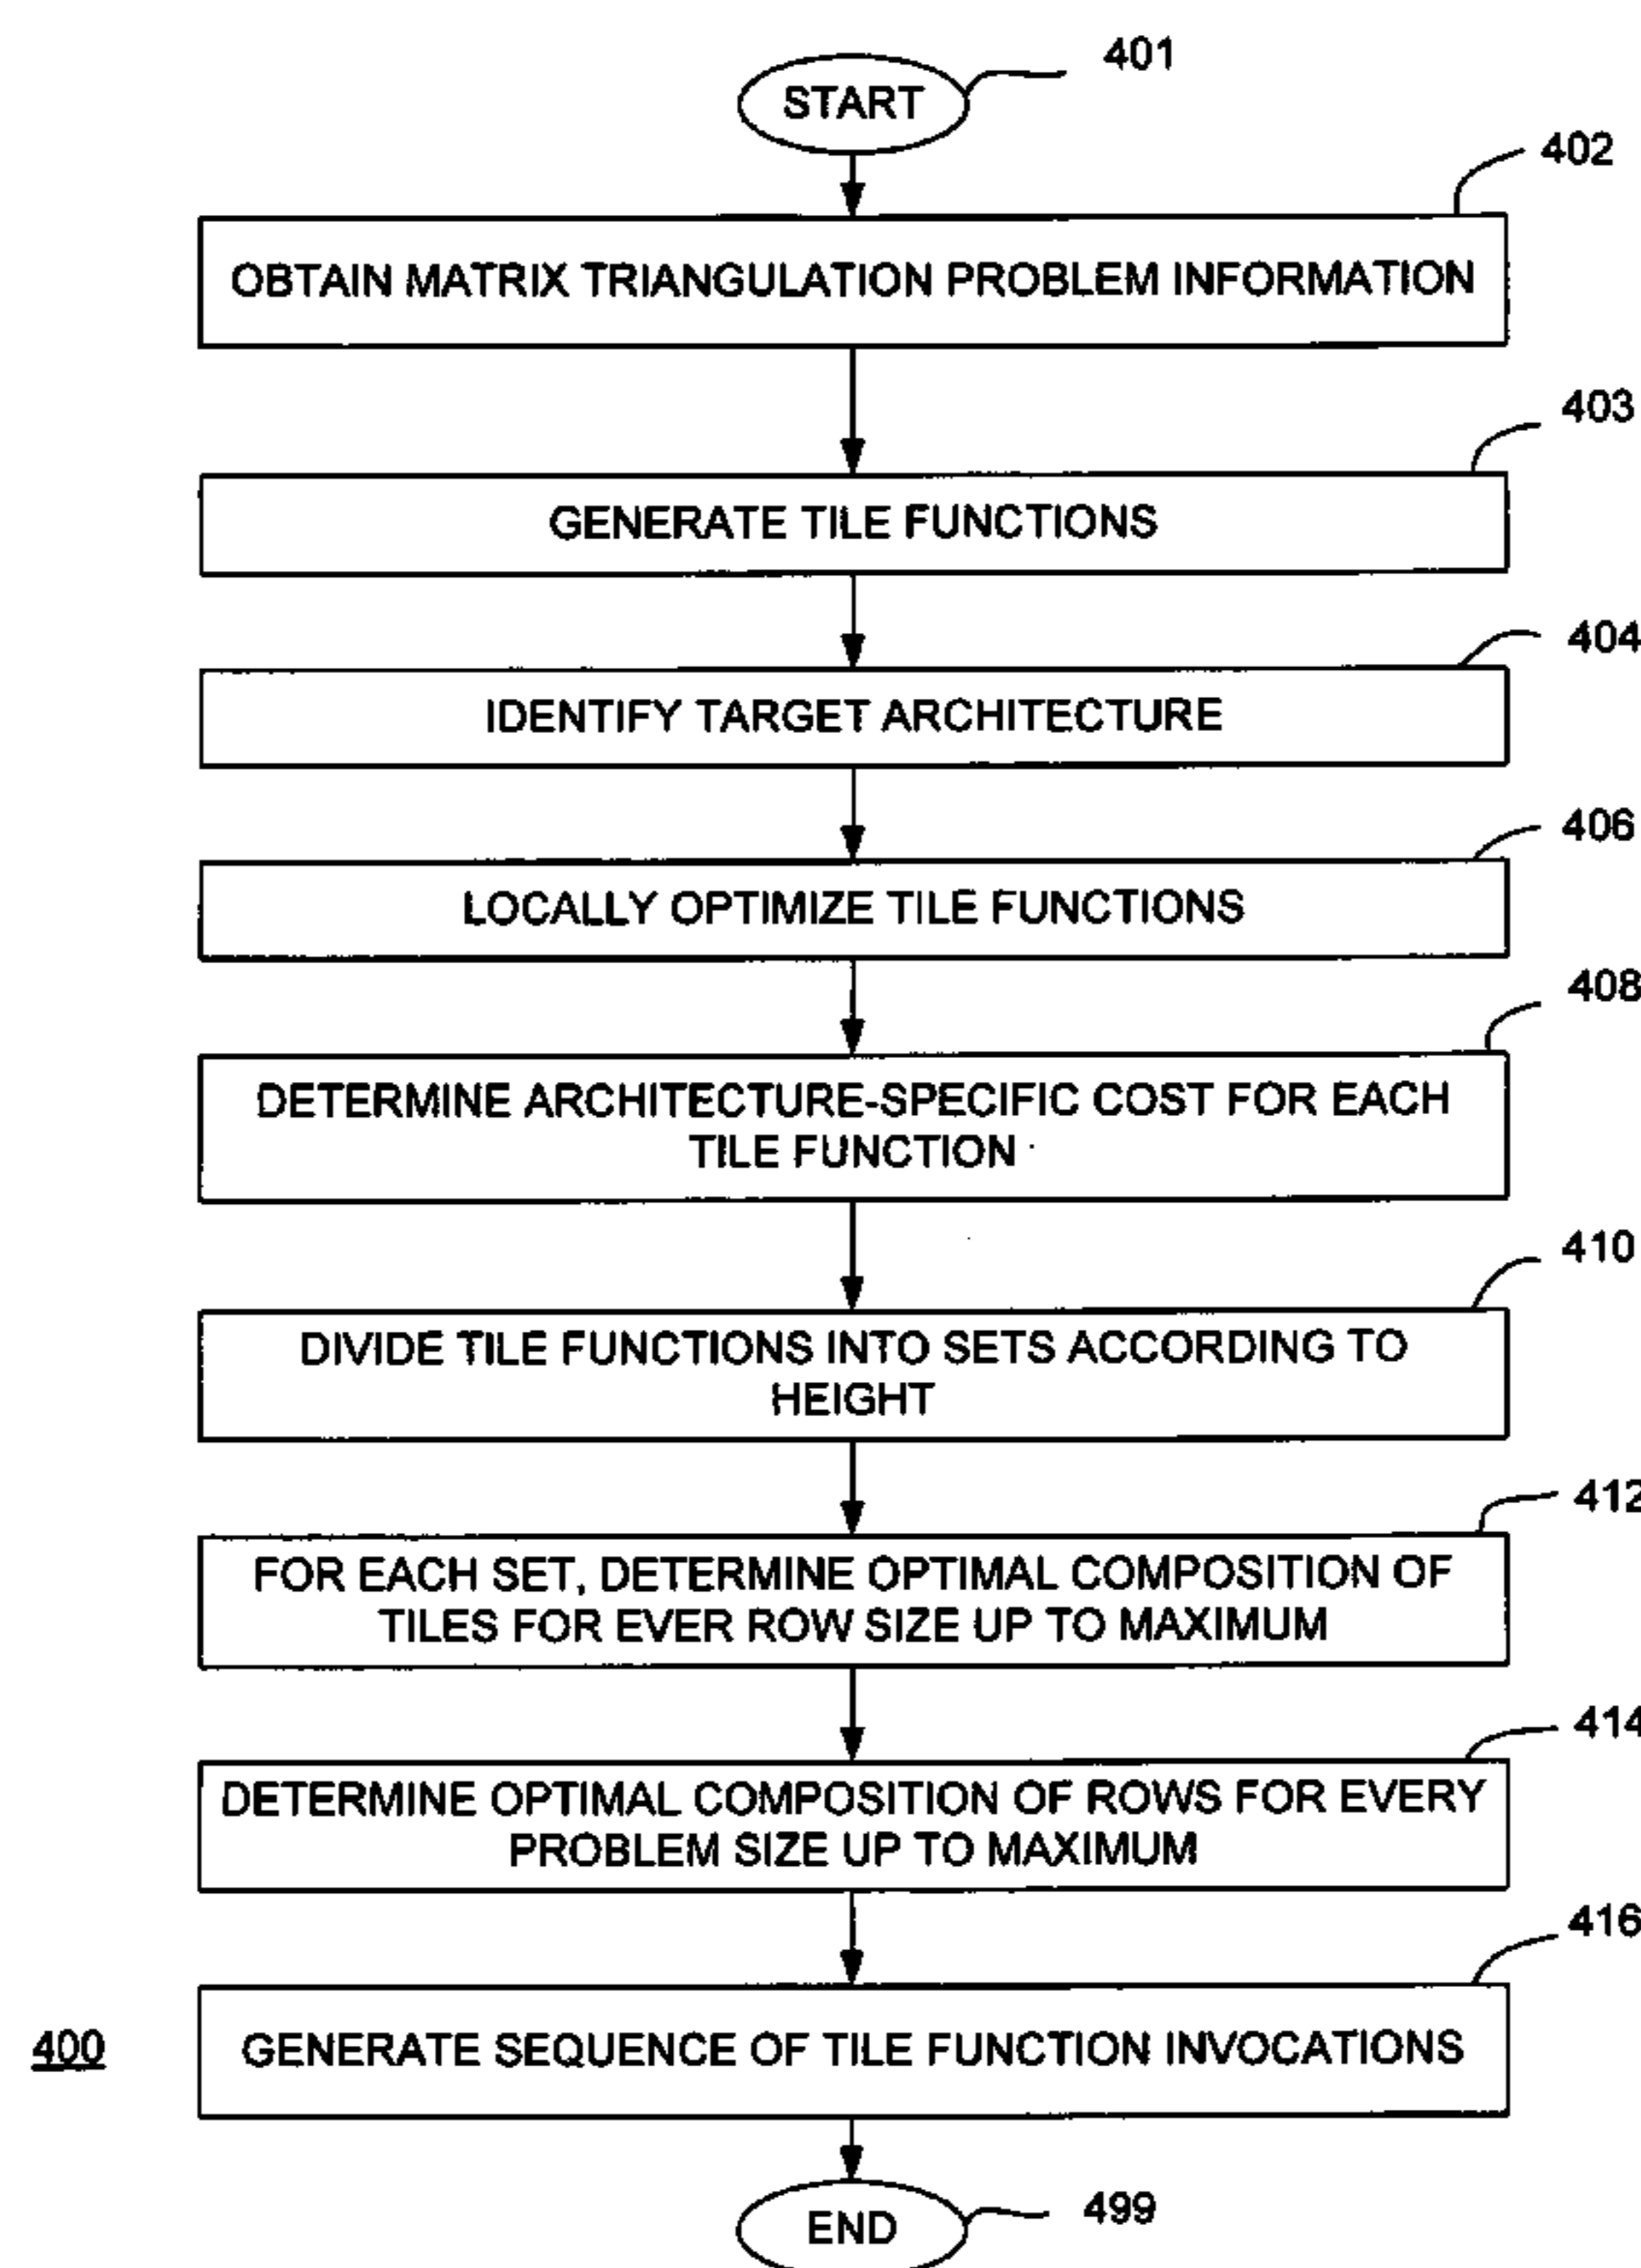 401
START
402
OBTAIN MATRIX TRIANGULATION PROBLEM INFORMATION
403
GENERATE TILE FUNCTIONS
404
IDENTIFY TARGET ARCHITECTURE
406
LOCALLY OPTIMIZE TILE FUNCTIONS
408
DETERMINE ARCHITECTURE-SPECIFIC COST FOR EACH
TILE FUNCTION
410
DIVIDE TILE FUNCTIONS INTO SETS ACCORDING TO
HEIGHT
412
FOR EACH SET, DETERMINE OPTIMAL COMPOSITION OF
TILES FOR EVER ROW SIZE UP TO MAXIMUM
414
DETERMINE OPTIMAL COMPOSITION OF ROWS FOR EVERY
PROBLEM SIZE UP TO MAXIMUM
416
400
GENERATE SEQUENCE OF TILE FUNCTION INVOCATIONS
END
499